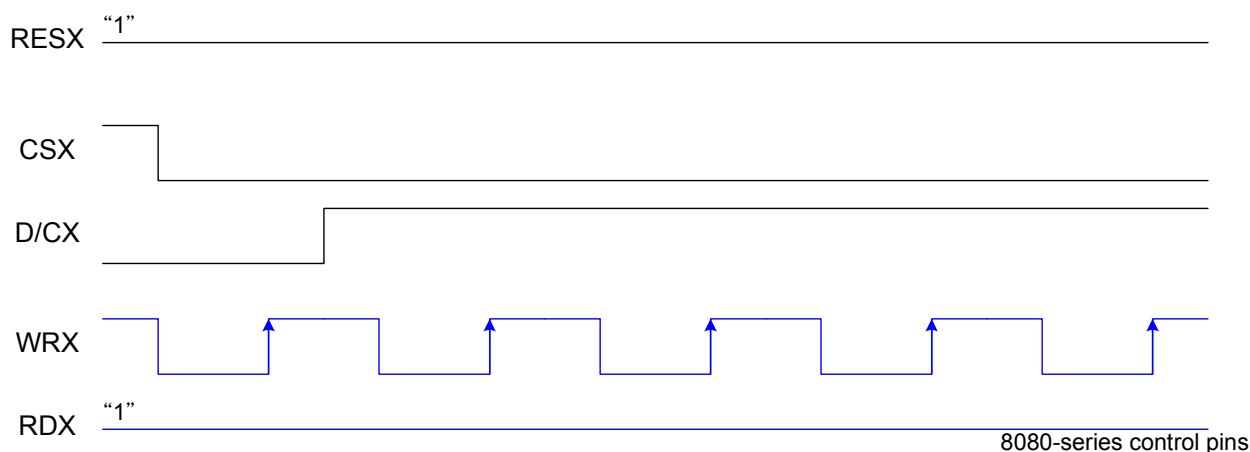 RESX “1”
CSX
D/CX
WRX
RDX “1”
8080-series control pins